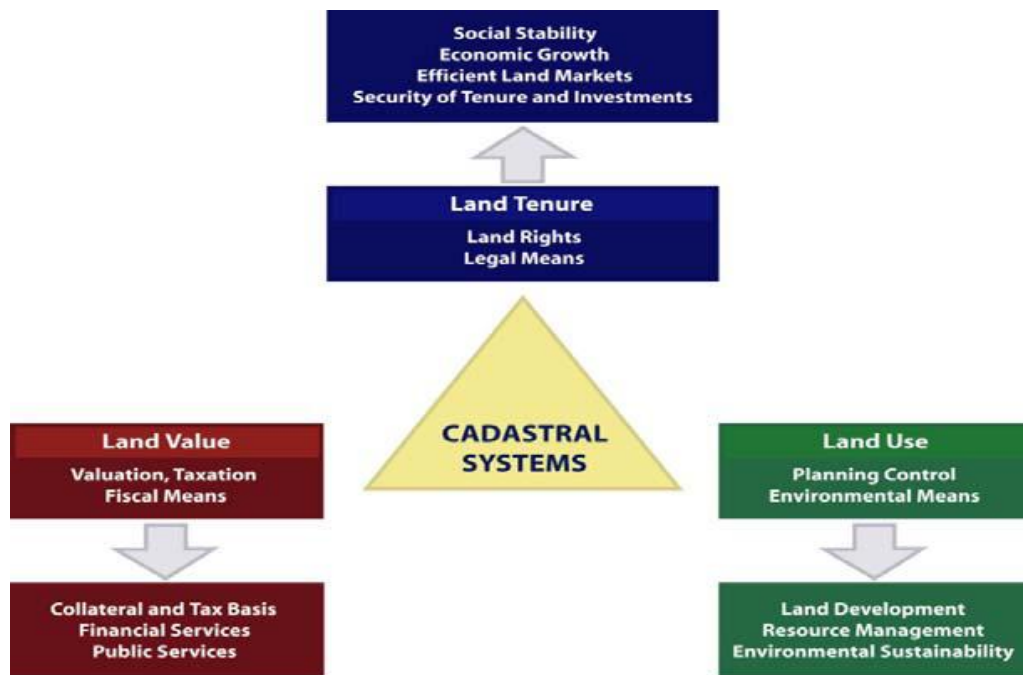 Social Stability
Economic Growth
Efficient Land Markets
Security of Tenure and Investments
Land Tenure
Land Rights
Legal Means
CADASTRAL
SYSTEMS
Land Value
Valuation, Taxation
Fiscal Means
Collateral and Tax Basis
Financial Services
Public Services
Land Use
Planning Control
Environmental Means
Land Development
Resource Management
Environmental Sustainability